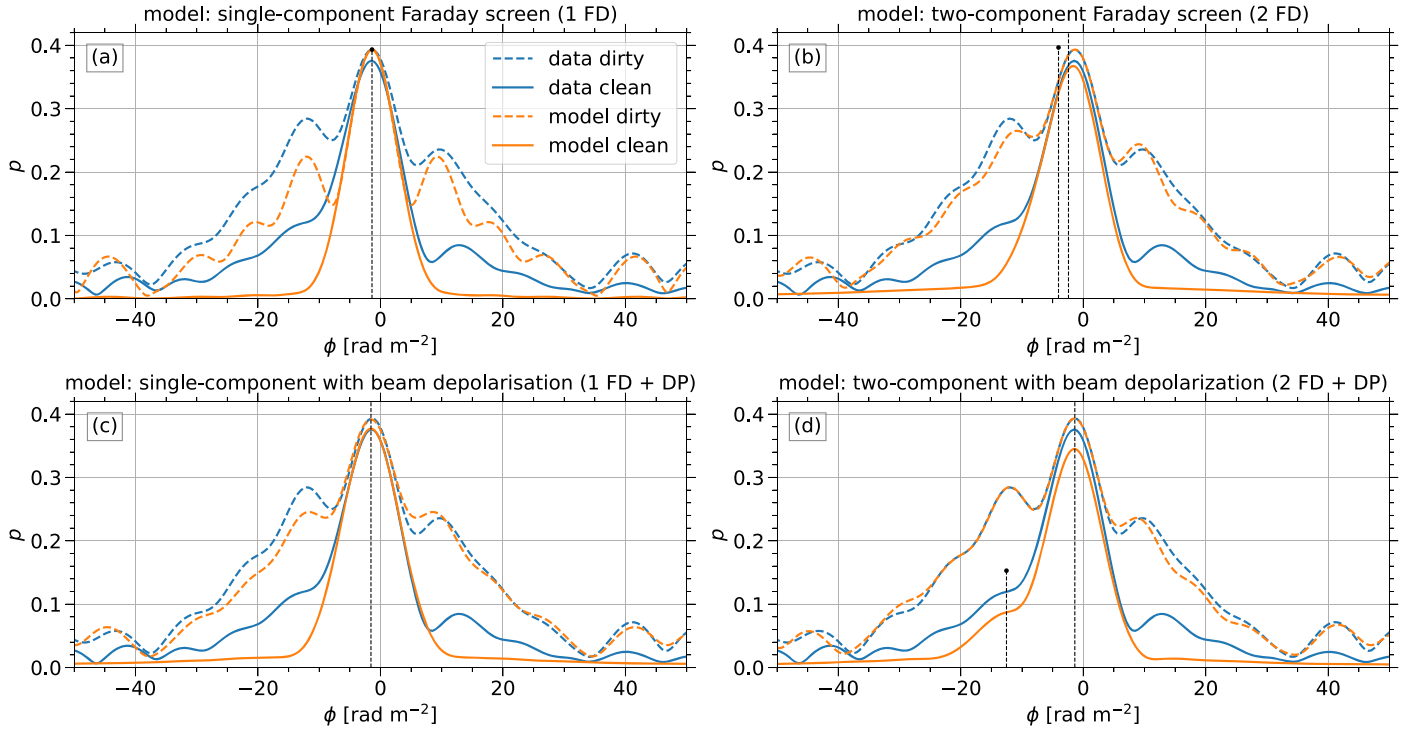 model: single-component Faraday screen (1 FD)
(a)
data dirty
data clean
model dirty
model clean
0.4
0.3
0.2
0.1
0.0
p
−40 −20 0 20 40
ϕ [rad m−2]
model: two-component Faraday screen (2 FD)
(b)
0.4
0.3
0.2
0.1
0.0
p
−40 −20 0 20 40
ϕ [rad m−2]
model: single-component with beam depolarisation (1 FD + DP)
(c)
0.4
0.3
0.2
0.1
0.0
p
−40 −20 0 20 40
ϕ [rad m−2]
model: two-component with beam depolarization (2 FD + DP)
(d)
0.4
0.3
0.2
0.1
0.0
p
−40 −20 0 20 40
ϕ [rad m−2]